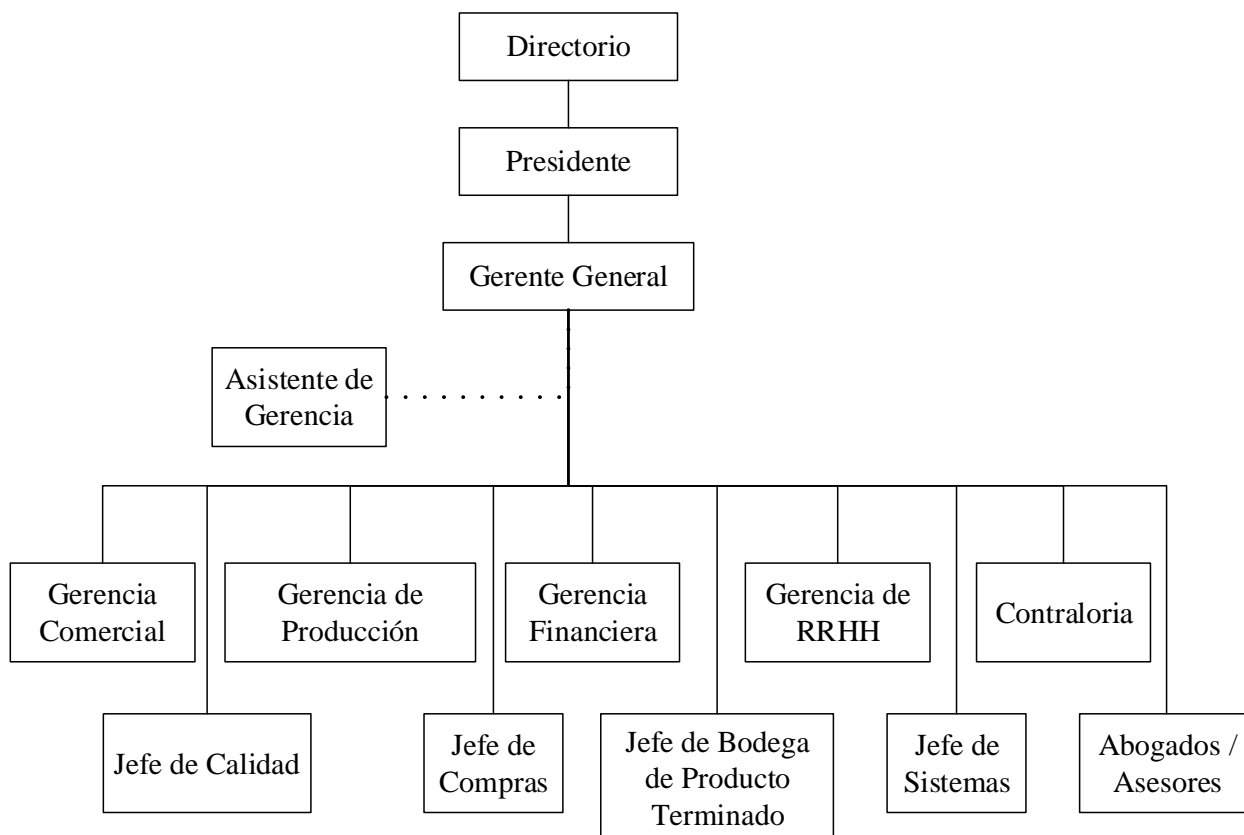 Directorio
Presidente
Gerente General
Asistente de
Gerencia
Gerencia
Comercial
Gerencia de
Producción
Gerencia
Financiera
Gerencia de
RRHH
Contraloria
Jefe de Calidad
Jefe de
Compras
Jefe de Bodega
de Producto
Terminado
Jefe de
Sistemas
Abogados /
Asesores